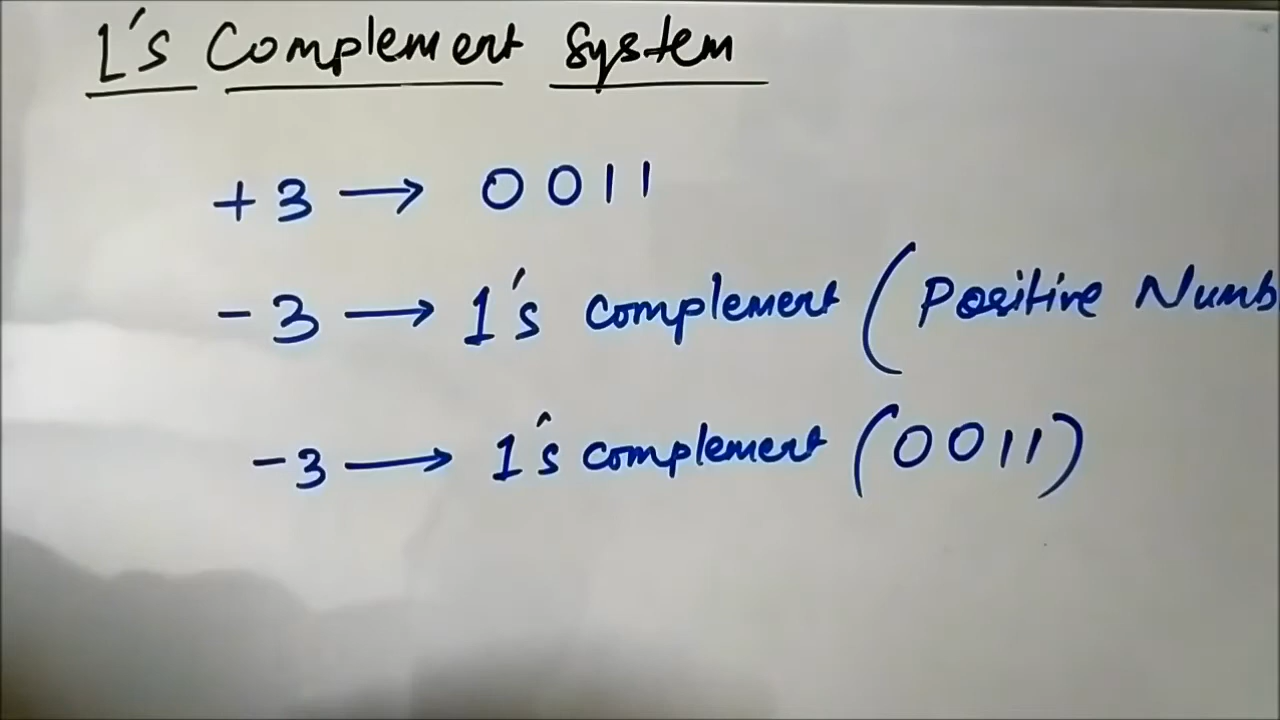 1's Complement System
+3 → 0011
-3 → 1's complement (Positive Numb
-3 → 1's complement (0011)